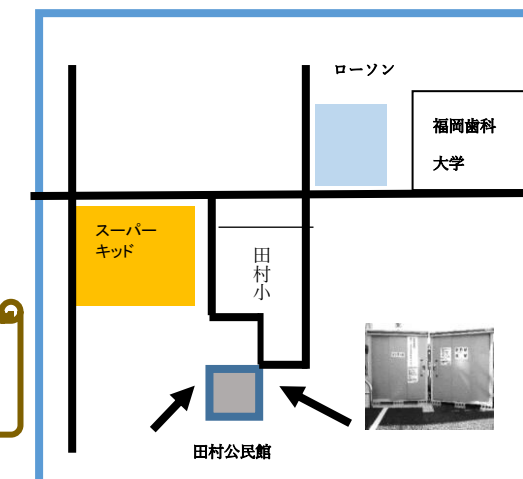 ローソン
福岡歯科
大学
スーパー
キッド
田村小
田村公民館